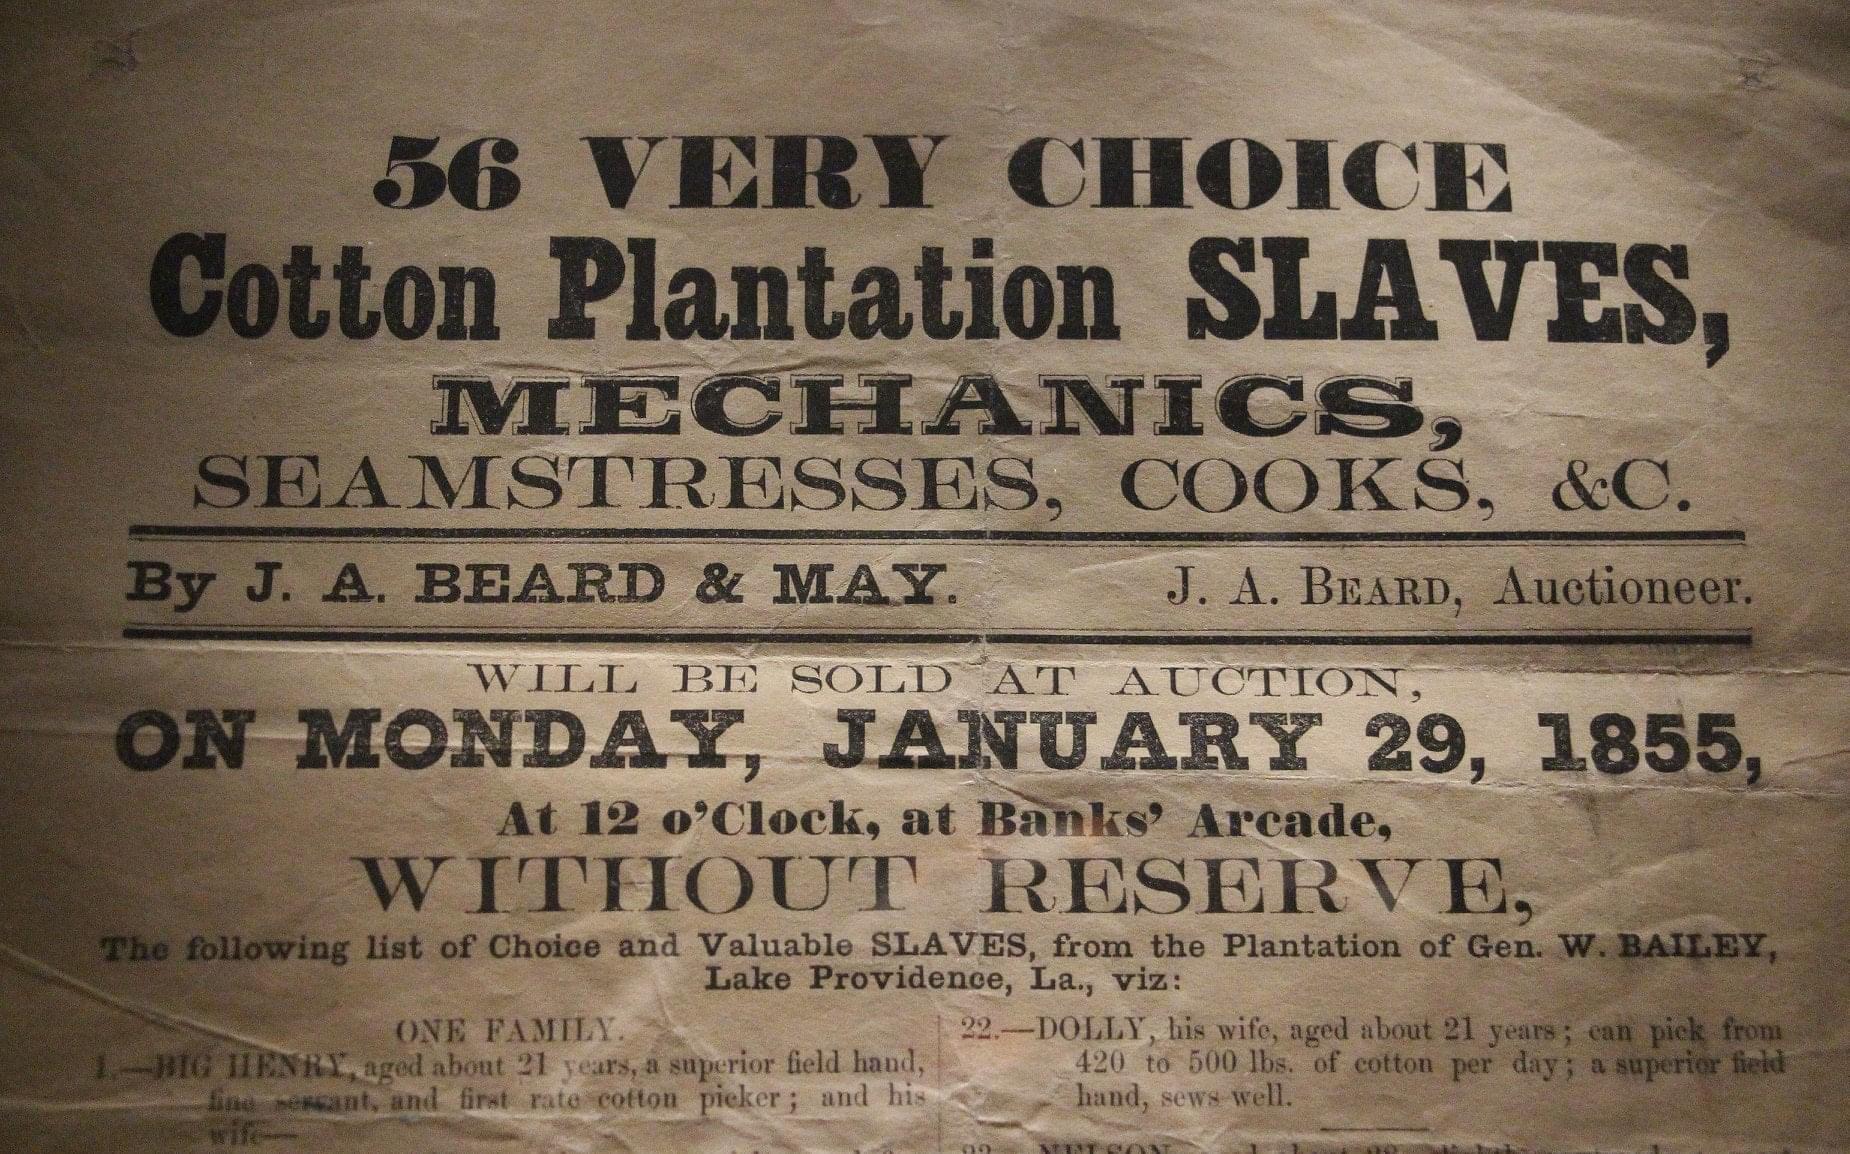 56 VERY CHOICE
Cotton Plantation SLAVES,
MECHANICS,
SEAMSTRESSES, COOKS, &C.
By J. A. BEARD & MAY. J. A. BEARD, Auctioneer.
WILL BE SOLD AT AUCTION,
ON MONDAY, JANUARY 29, 1855,
At 12 o'Clock, at Banks' Arcade,
WITHOUT RESERVE,
The following list of Choice and Valuable SLAVES, from the Plantation of Gen. W. BAILEY,
Lake Providence, La., viz:
ONE FAMILY.
1.—BIG HENRY, aged about 21 years, a superior field hand,
fine servant, and first rate cotton picker; and his
wife—
22.—DOLLY, his wife, aged about 21 years; can pick from
420 to 500 lbs. of cotton per day; a superior field
hand, sews well.